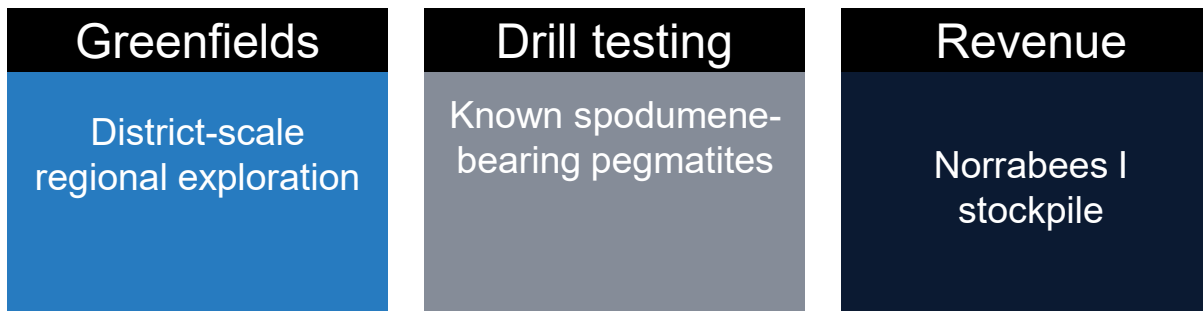 Greenfields
District-scale
regional exploration
Drill testing
Known spodumene-
bearing pegmatites
Revenue
Norrabees I
stockpile